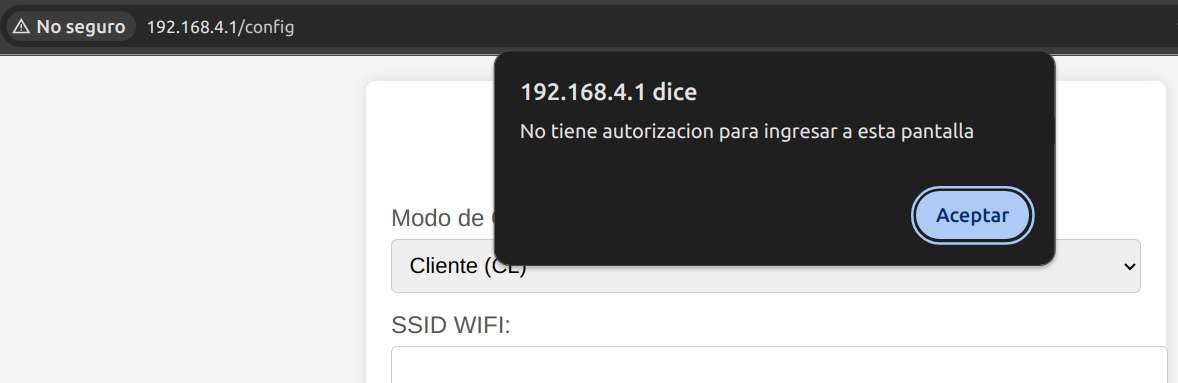 No seguro 192.168.4.1/config
192.168.4.1 dice
No tiene autorizacion para ingresar a esta pantalla
Aceptar
Modo de
Cliente (CL)
SSID WIFI: